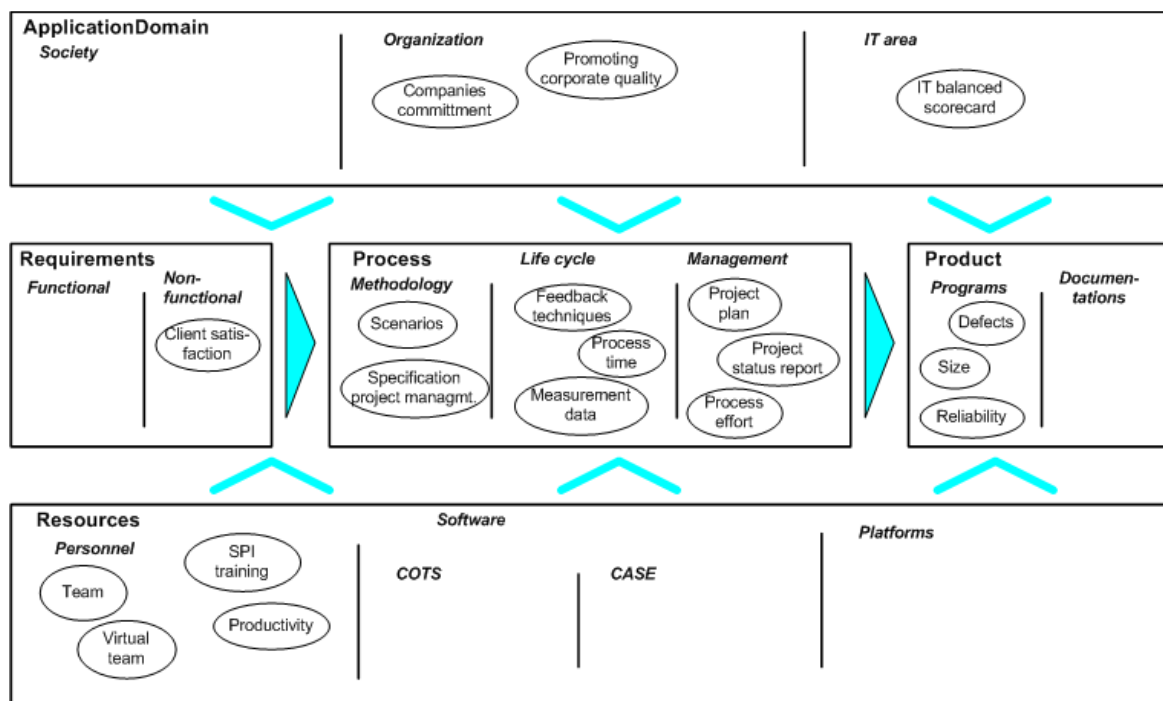 ApplicationDomain
Society
Organization
IT area
Promoting
corporate quality
Companies
committment
IT balanced
scorecard
Requirements
Functional
Non-
functional
Client satis-
faction
Process
Methodology
Scenarios
Specification
project managmt.
Life cycle
Feedback
techniques
Process
time
Measurement
data
Management
Project
plan
Project
status report
Process
effort
Product
Programs
Defects
Size
Reliability
Documen-
tations
Resources
Personnel
Team
Virtual
team
SPI
training
Productivity
Software
COTS
CASE
Platforms